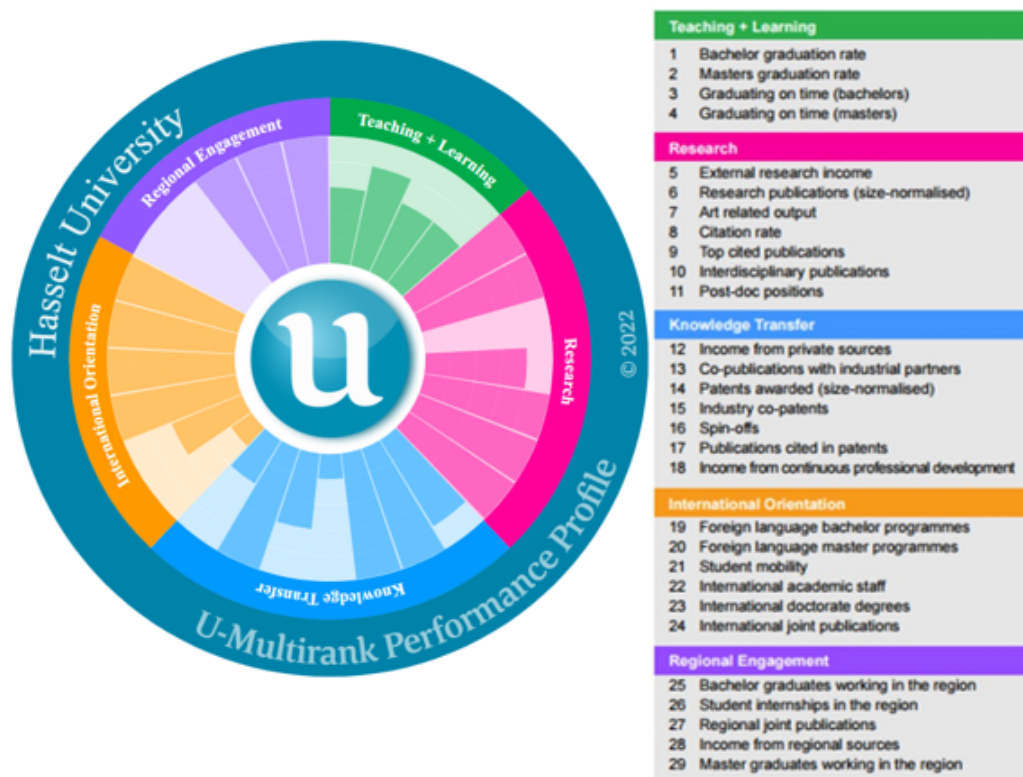 Hasselt University
Regional Engagement
Teaching + Learning
Research
Knowledge Transfer
International Orientation
u
© 2022
U-Multirank Performance Profile
Teaching + Learning
1 Bachelor graduation rate
2 Masters graduation rate
3 Graduating on time (bachelors)
4 Graduating on time (masters)
Research
5 External research income
6 Research publications (size-normalised)
7 Art related output
8 Citation rate
9 Top cited publications
10 Interdisciplinary publications
11 Post-doc positions
Knowledge Transfer
12 Income from private sources
13 Co-publications with industrial partners
14 Patents awarded (size-normalised)
15 Industry co-patents
16 Spin-offs
17 Publications cited in patents
18 Income from continuous professional development
International Orientation
19 Foreign language bachelor programmes
20 Foreign language master programmes
21 Student mobility
22 International academic staff
23 International doctorate degrees
24 International joint publications
Regional Engagement
25 Bachelor graduates working in the region
26 Student internships in the region
27 Regional joint publications
28 Income from regional sources
29 Master graduates working in the region